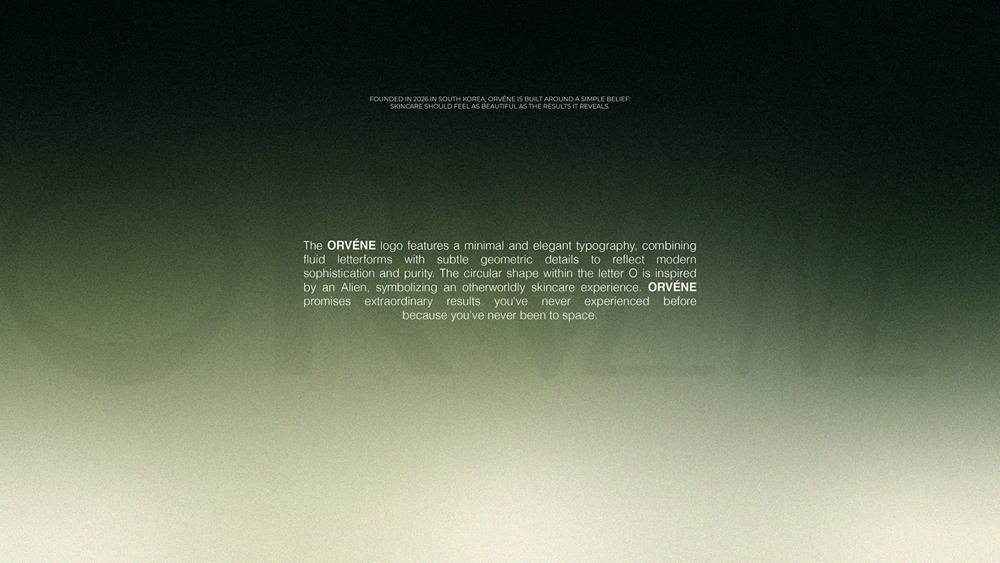 FOUNDED IN 2026 IN SOUTH KOREA, ORVÉNE IS BUILT AROUND A SIMPLE BELIEF:
SKINCARE SHOULD FEEL AS BEAUTIFUL AS THE RESULTS IT REVEALS.
The ORVÉNE logo features a minimal and elegant typography, combining
fluid letterforms with subtle geometric details to reflect modern
sophistication and purity. The circular shape within the letter O is inspired
by an Alien, symbolizing an otherworldly skincare experience. ORVÉNE
promises extraordinary results you've never experienced before
because you've never been to space.